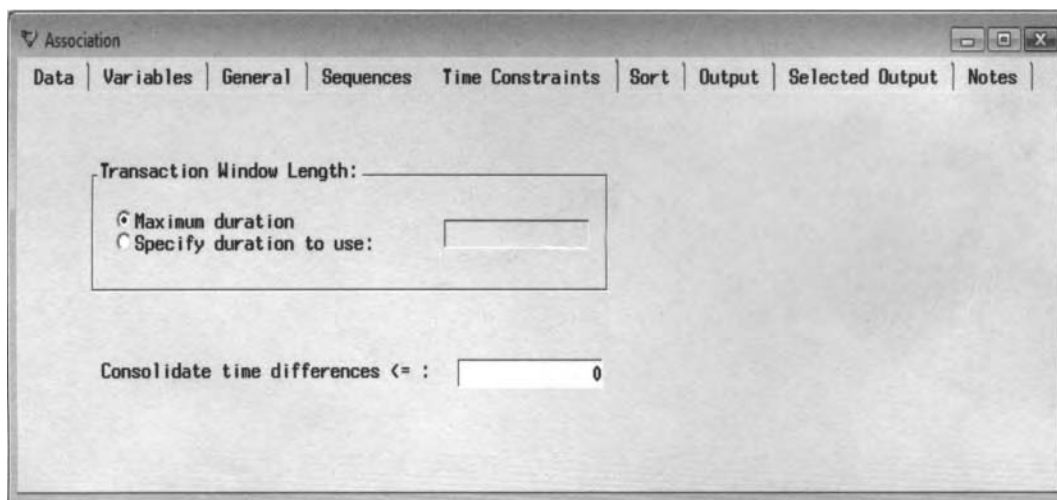 Association
Data Variables General Sequences Time Constraints Sort Output Selected Output Notes
Transaction Window Length:
Maximum duration
Specify duration to use:
Consolidate time differences <= : 0